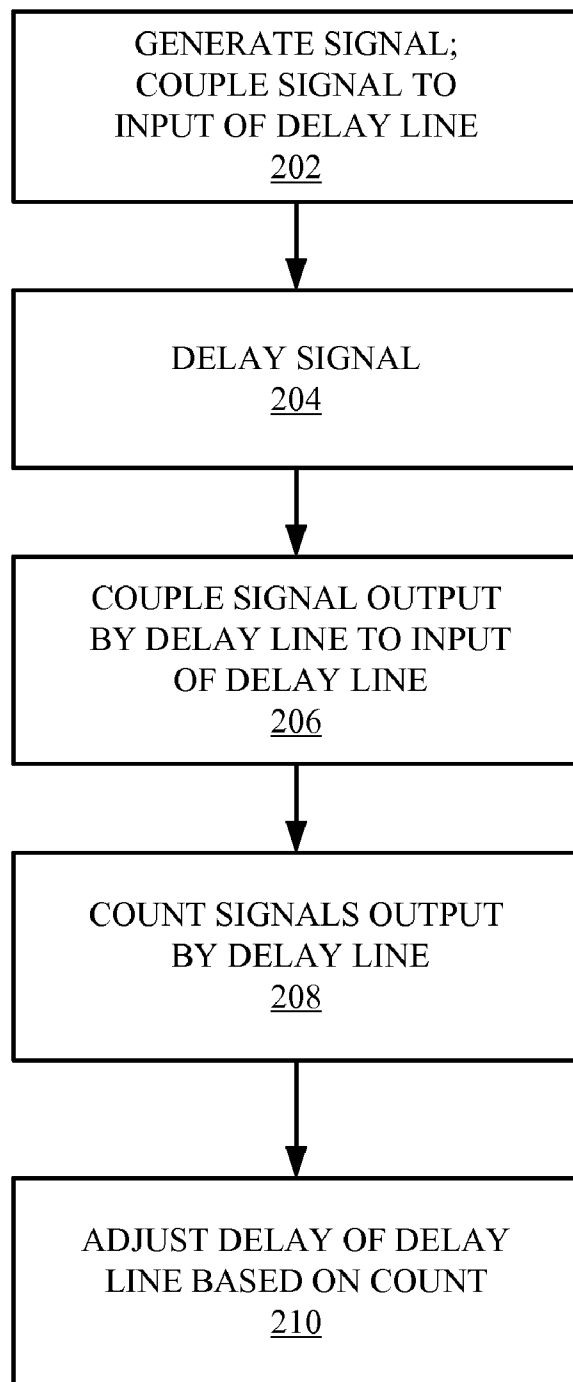 GENERATE SIGNAL;
COUPLE SIGNAL TO
INPUT OF DELAY LINE
202
DELAY SIGNAL
204
COUPLE SIGNAL OUTPUT
BY DELAY LINE TO INPUT
OF DELAY LINE
206
COUNT SIGNALS OUTPUT
BY DELAY LINE
208
ADJUST DELAY OF DELAY
LINE BASED ON COUNT
210